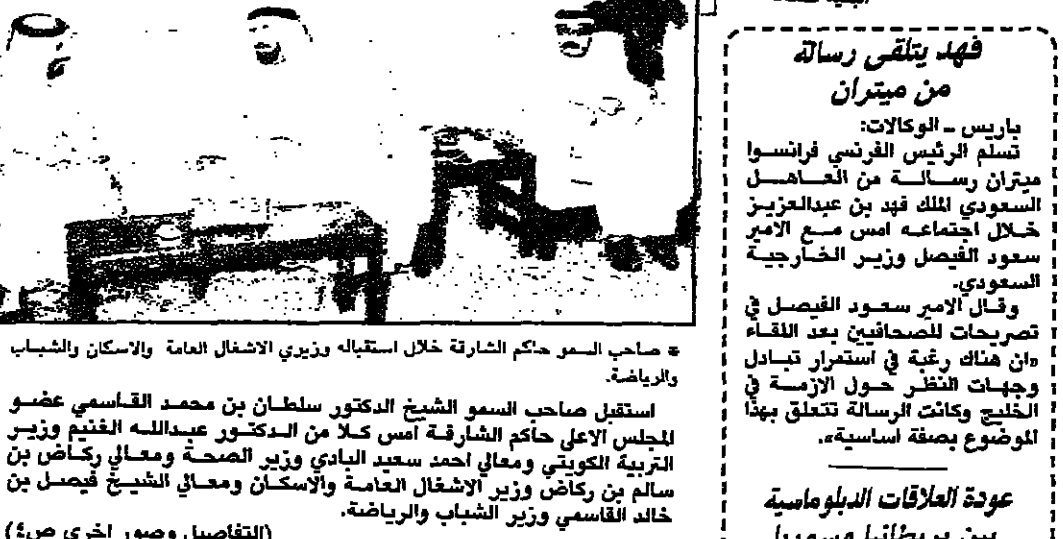 فهد يتلقى رسالة
من ميتران
باريس - الوكالات:
تسلم الرئيس الفرنسي فرانسوا
ميتران رسالة من العاهل
السعودي الملك فهد بن عبدالعزيز
خلال اجتماعه امس مع الامير
سعود الفيصل وزير الخارجية
السعودي.
وقال الامير سعود الفيصل في
تصريحات للصحافيين بعد اللقاء
«ان هناك رغبة في استمرار تبادل
وجهات النظر حول الازمة في
الخليج وكانت الرسالة تتعلق بهذا
الموضوع بصفة اساسية».
عودة العلاقات الدبلوماسية
بين بريطانيا وسوريا
* صاحب السمو حاكم الشارقة خلال استقباله وزيري الاشغال العامة والاسكان والشباب
والرياضة.
استقبل صاحب السمو الشيخ الدكتور سلطان بن محمد القاسمي عضو
المجلس الاعلى حاكم الشارقة امس كلا من الدكتور عبدالله الغنيم وزير
التربية الكويتي ومعالي احمد سعيد البادي وزير الصحة ومعالي ركاض بن
سالم بن ركاض وزير الاشغال العامة والاسكان ومعالي الشيخ فيصل بن
خالد القاسمي وزير الشباب والرياضة.
(التفاصيل وصور اخرى ص٤)